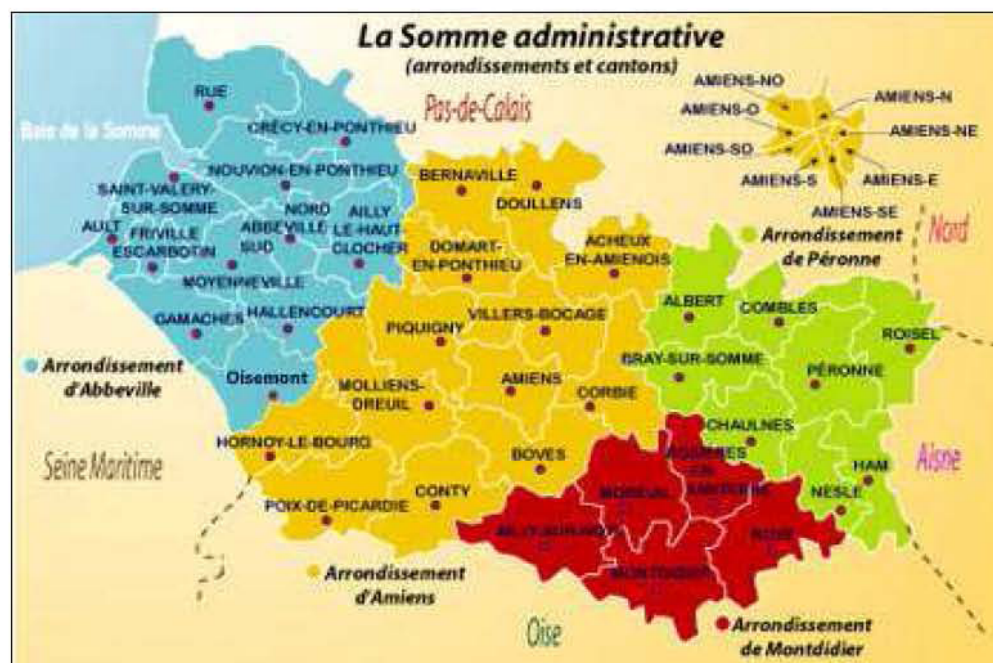 La Somme administrative
(arrondissements et cantons)
AMIENS-NO
AMIENS-O
AMIENS-N
AMIENS-NE
AMIENS-SO
AMIENS-S
AMIENS-E
AMIENS-SE
Pas-de-Calais
RUE
Baie de la Somme
CRÉCY-EN-PONTHIEU
NOUVION-EN-PONTHIEU
SAINT-VALERY-
SUR-SOMME
NORD
ABBEVILLE
SUD
AILLY
LE-HAUT
CLOCHER
AULT
FRIVILLE
ESCARBOTIN
MOYENNEVILLE
GAMACHES
HALLENCOURT
Oisemont
Arrondissement
d'Abbeville
BERNAVILLE
DOULLENS
DOMART-
EN-PONTHIEU
ACHEUX
EN-AMIENOIS
PIQUIGNY
VILLERS-BOCAGE
MOLLIENS-
DREUIL
AMIENS
CORBIE
HORNOY-LE-BOURG
BOVES
POIX-DE-PICARDIE
CONTY
Arrondissement
d'Amiens
Arrondissement
de Péronne
Nord
ALBERT
COMBLES
ROISEL
BRAY-SUR-SOMME
PÉRONNE
CHAULNES
HAM
NESLE
Aisne
Seine Maritime
MOREUIL
MONTDIDIER
ROYE
Oise
Arrondissement
de Montdidier